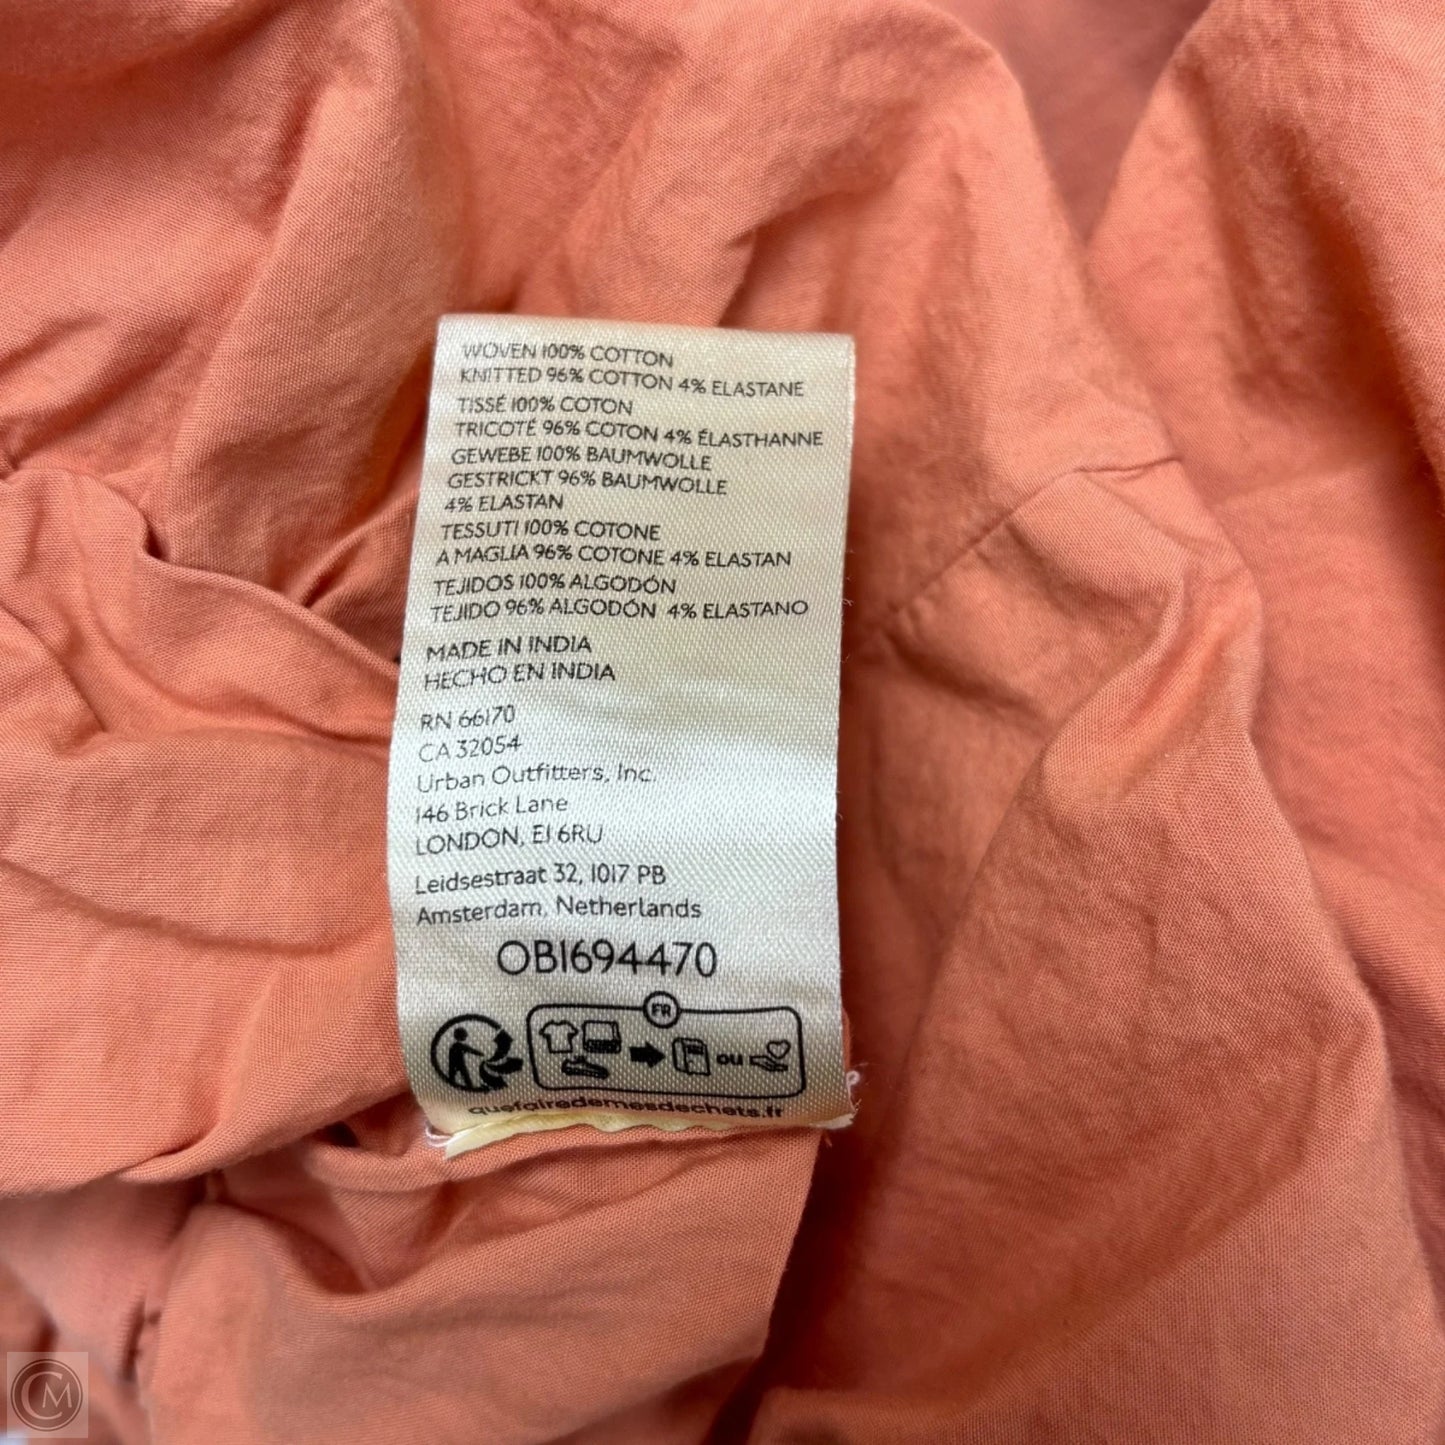 WOVEN 100% COTTON
KNITTED 96% COTTON 4% ELASTANE
TISSÉ 100% COTON
TRICOTÉ 96% COTON 4% ÉLASTHANNE
GEWEBE 100% BAUMWOLLE
GESTRICKT 96% BAUMWOLLE
4% ELASTAN
TESSUTI 100% COTONE
A MAGLIA 96% COTONE 4% ELASTAN
TEJIDOS 100% ALGODÓN
TEJIDO 96% ALGODÓN 4% ELASTANO
MADE IN INDIA
HECHO EN INDIA
RN 66170
CA 32054
Urban Outfitters, Inc.
146 Brick Lane
LONDON, E1 6RU
Leidsestraat 32, 1017 PB
Amsterdam, Netherlands
OB1694470
FR
ou
quefairedemesdechets.fr
CM